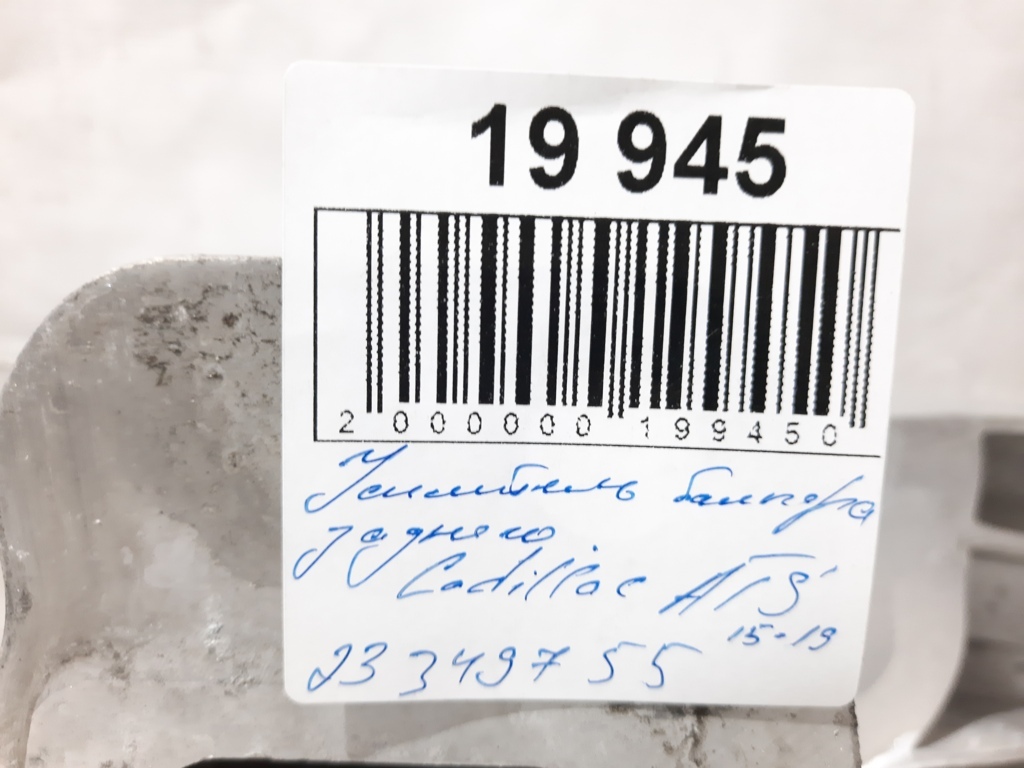 19 945
2 000000 199450
Усилитель бампера
заднего
Cadillac ATS
15-19
23349755